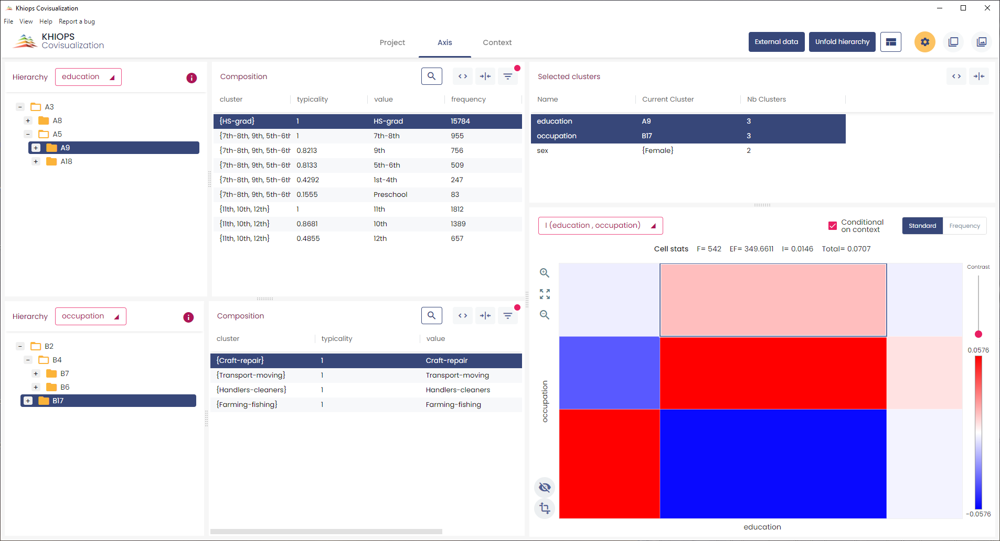 Khiops Covisualization
File View Help Report a bug
KHIOPS
Covisualization
Project Axis Context
External data Unfold hierarchy
Hierarchy education
A3
A8
A5
A9
A18
Composition
cluster typicality value frequency
{HS-grad} 1 HS-grad 15784
{7th-8th, 9th, 5th-6th 1 7th-8th 955
{7th-8th, 9th, 5th-6th 0.8213 9th 756
{7th-8th, 9th, 5th-6th 0.8133 5th-6th 509
{7th-8th, 9th, 5th-6th 0.4292 1st-4th 247
{7th-8th, 9th, 5th-6th 0.1555 Preschool 83
{11th, 10th, 12th} 1 11th 1812
{11th, 10th, 12th} 0.8681 10th 1389
{11th, 10th, 12th} 0.4855 12th 657
Selected clusters
Name Current Cluster Nb Clusters
education A9 3
occupation B17 3
sex {Female} 2
Hierarchy occupation
B2
B4
B7
B6
B17
Composition
cluster typicality value
{Craft-repair} 1 Craft-repair
{Transport-moving} 1 Transport-moving
{Handlers-cleaners} 1 Handlers-cleaners
{Farming-fishing} 1 Farming-fishing
I (education , occupation)
Conditional
on context
Standard Frequency
Cell stats F= 542 EF= 349.6611 I= 0.0146 Total= 0.0707
Contrast
0.0576
-0.0576
occupation
education